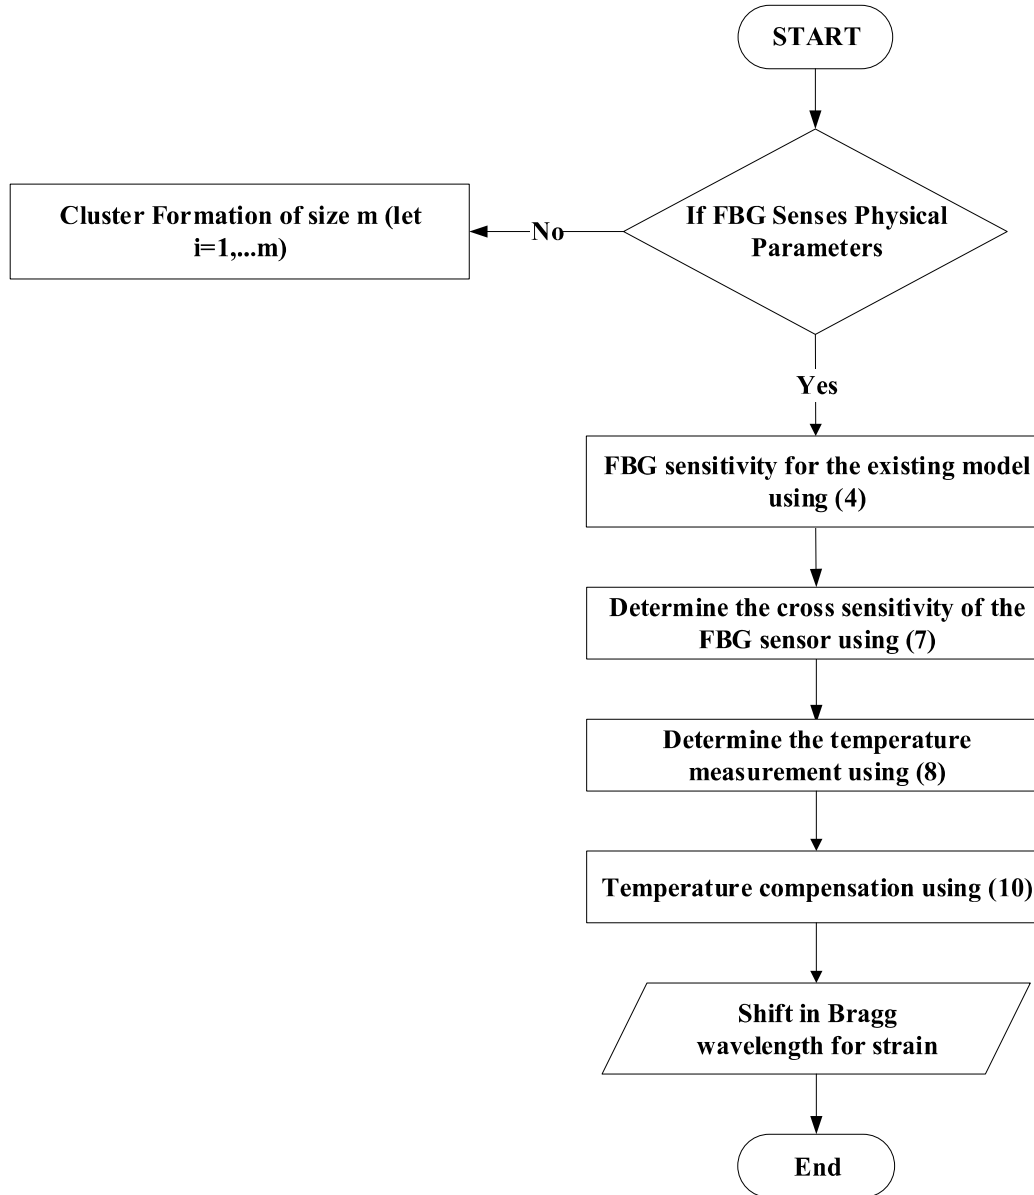 START
If FBG Senses Physical
Parameters
No
Cluster Formation of size m (let
i=1,...m)
Yes
FBG sensitivity for the existing model
using (4)
Determine the cross sensitivity of the
FBG sensor using (7)
Determine the temperature
measurement using (8)
Temperature compensation using (10)
Shift in Bragg
wavelength for strain
End